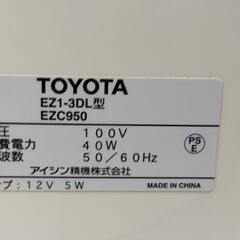 TOYOTA
EZ1-3DL型
EZC950
圧 100V
費電力 40W
波数 50/60Hz
プ:12V 5W
アイシン精機株式会社
PS
E
MADE IN CHINA